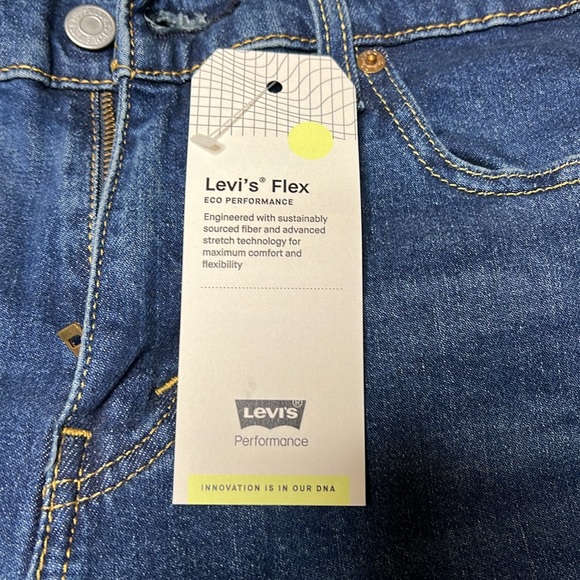 Levi's® Flex
ECO PERFORMANCE
Engineered with sustainably
sourced fiber and advanced
stretch technology for
maximum comfort and
flexibility
LEVI'S®
Performance
INNOVATION IS IN OUR DNA